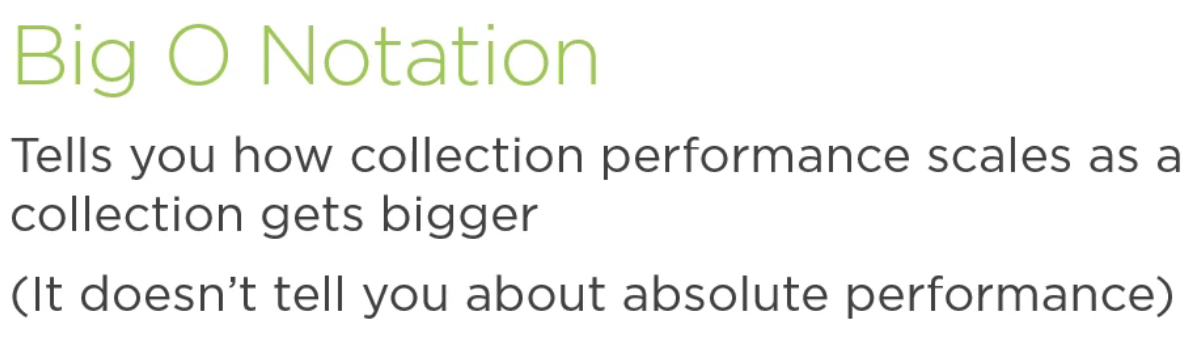 Big O Notation
Tells you how collection performance scales as a
collection gets bigger
(It doesn’t tell you about absolute performance)